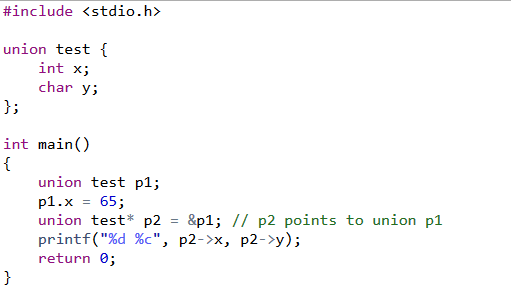 #include <stdio.h>
union test {
    int x;
    char y;
};
int main()
{
    union test p1;
    p1.x = 65;
    union test* p2 = &p1; // p2 points to union p1
    printf("%d %c", p2->x, p2->y);
    return 0;
}